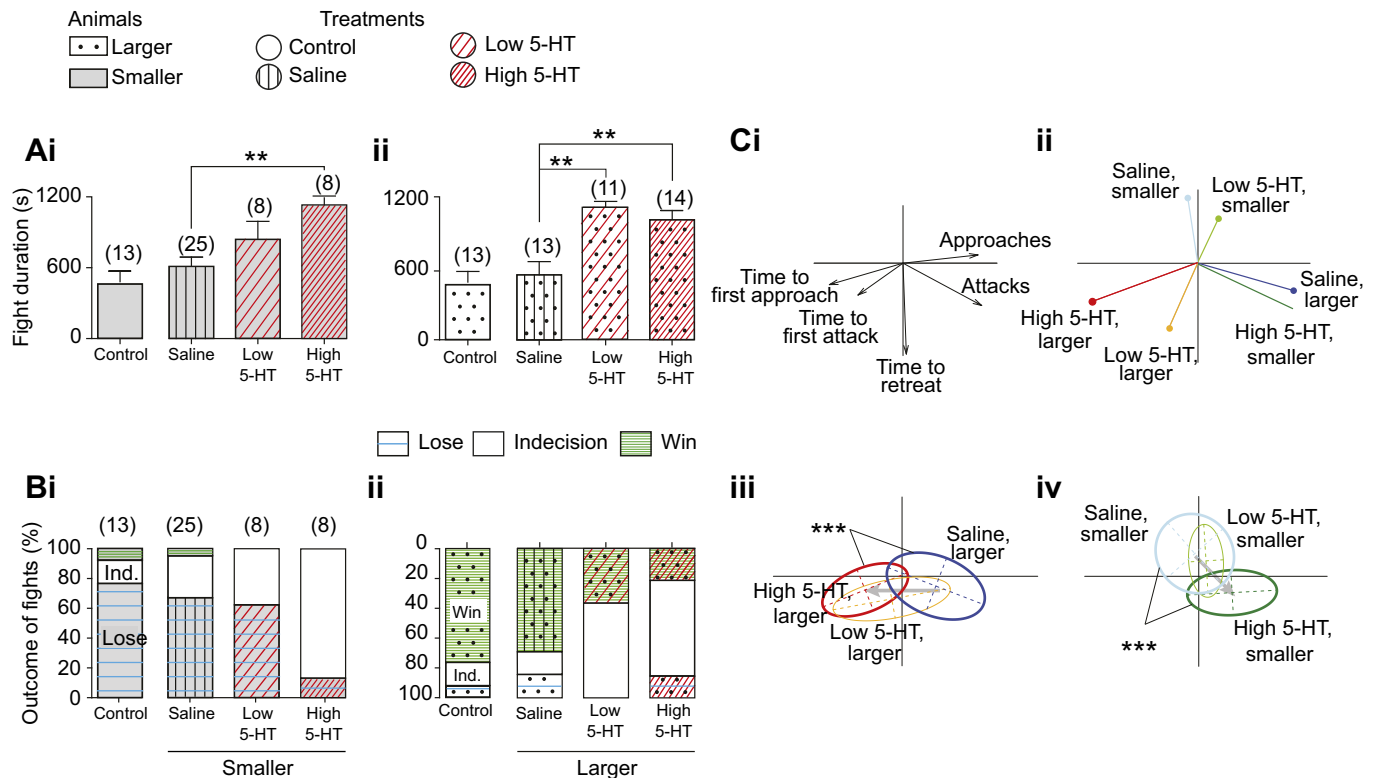 Animals
Treatments
Larger
Smaller
Control
Saline
Low 5-HT
High 5-HT
Ai
Fight duration (s)
1200
600
0
(13)
(25)
(8)
(8)
**
Control
Saline
Low
5-HT
High
5-HT
ii
1200
600
0
(13)
(13)
(11)
(14)
**
**
Control
Saline
Low
5-HT
High
5-HT
Ci
Approaches
Attacks
Time to
first approach
Time to
first attack
Time to
retreat
ii
Saline,
smaller
Low 5-HT,
smaller
Saline,
larger
High 5-HT,
smaller
High 5-HT,
larger
Low 5-HT,
larger
Lose
Indecision
Win
Bi
Outcome of fights (%)
100
80
60
40
20
0
(13)
(25)
(8)
(8)
Ind.
Lose
Control
Saline
Low
5-HT
High
5-HT
Smaller
ii
0
20
40
60
80
100
Win
Ind.
Control
Saline
Low
5-HT
High
5-HT
Larger
iii
***
Saline,
larger
High 5-HT,
larger
Low 5-HT,
larger
iv
Saline,
smaller
Low 5-HT,
smaller
High 5-HT,
smaller
***